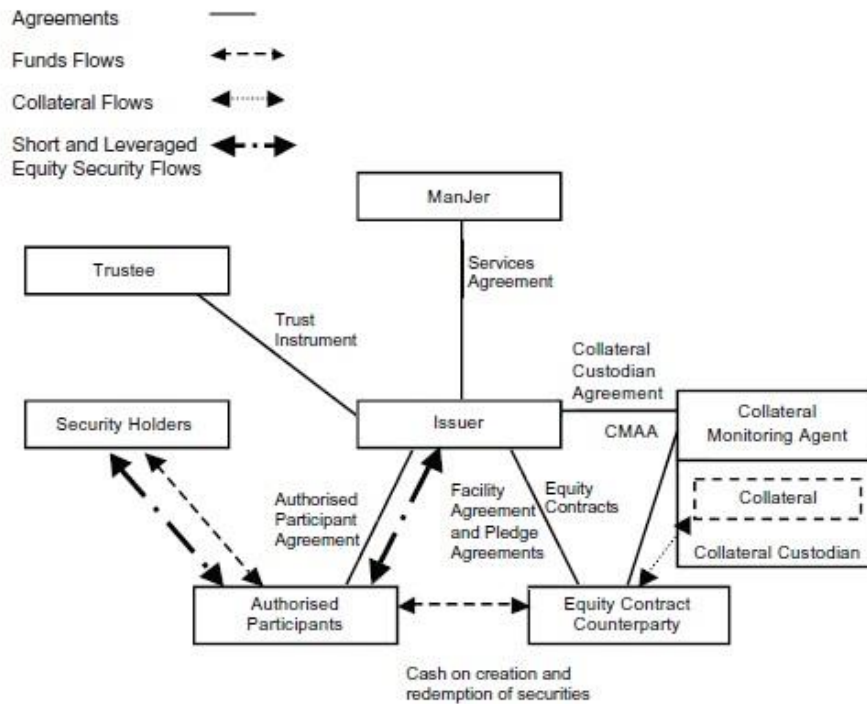 Agreements
Funds Flows
Collateral Flows
Short and Leveraged
Equity Security Flows
ManJer
Trustee
Services
Agreement
Trust
Instrument
Collateral
Custodian
Agreement
Security Holders
Issuer
CMAA
Collateral
Monitoring Agent
Authorised
Participant
Agreement
Facility
Agreement
and Pledge
Agreements
Equity
Contracts
Collateral
Collateral Custodian
Authorised
Participants
Equity Contract
Counterparty
Cash on creation and
redemption of securities